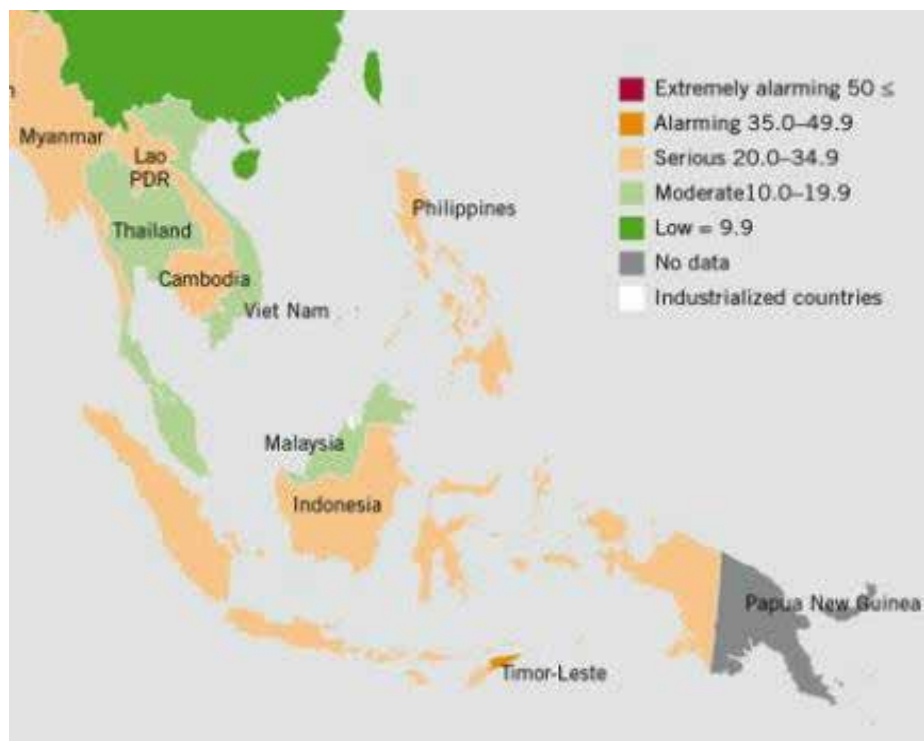 Extremely alarming 50 ≤
Alarming 35.0–49.9
Serious 20.0–34.9
Moderate10.0–19.9
Low = 9.9
No data
Industrialized countries
Myanmar
Lao
PDR
Thailand
Cambodia
Viet Nam
Philippines
Malaysia
Indonesia
Papua New Guinea
Timor-Leste